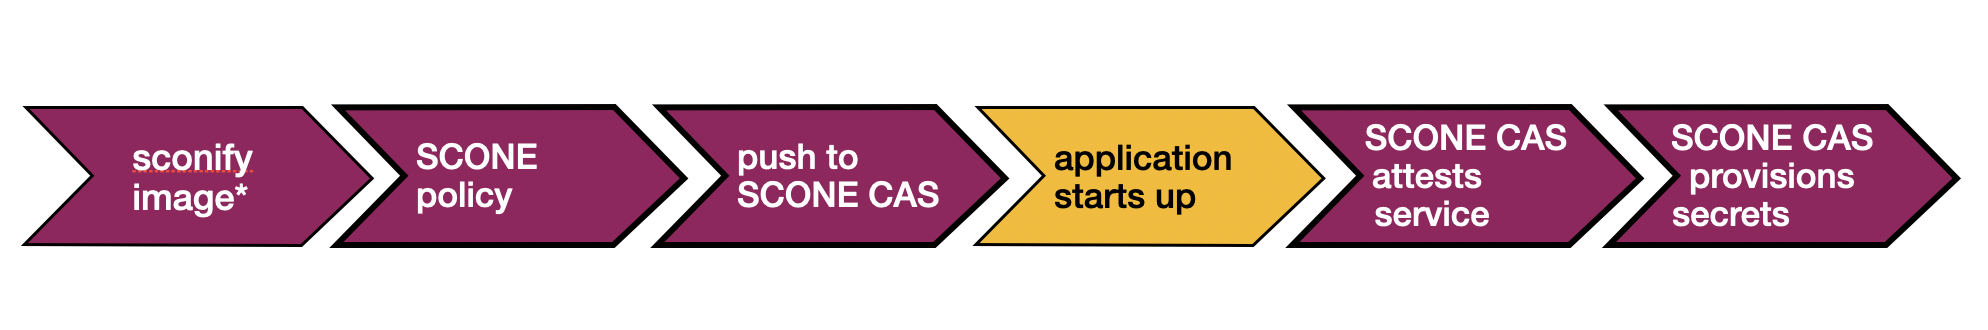 sconify
image*
SCONE
policy
push to
SCONE CAS
application
starts up
SCONE CAS
attests
service
SCONE CAS
provisions
secrets